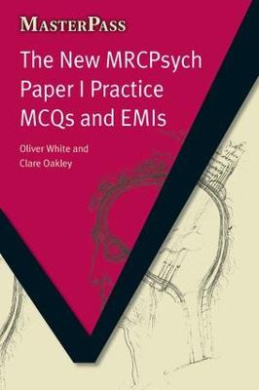 MASTERPASS
The New MRCPsych
Paper I Practice
MCQs and EMIs
Oliver White and
Clare Oakley